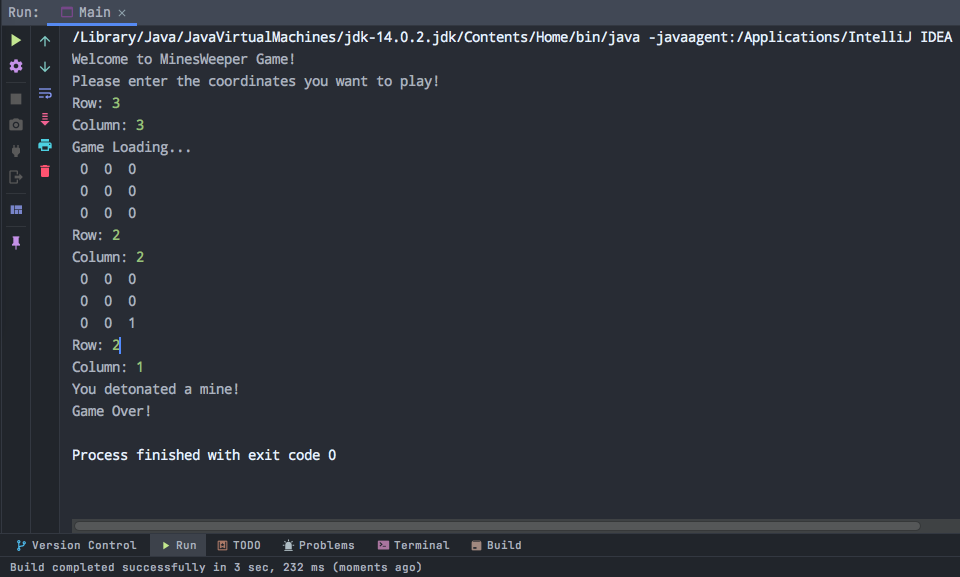 Run: Main ×
/Library/Java/JavaVirtualMachines/jdk-14.0.2.jdk/Contents/Home/bin/java -javaagent:/Applications/IntelliJ IDEA
Welcome to MinesWeeper Game!
Please enter the coordinates you want to play!
Row: 3
Column: 3
Game Loading...
0 0 0
0 0 0
0 0 0
Row: 2
Column: 2
0 0 0
0 0 0
0 0 1
Row: 2
Column: 1
You detonated a mine!
Game Over!
Process finished with exit code 0
Version Control Run TODO Problems Terminal Build
Build completed successfully in 3 sec, 232 ms (moments ago)